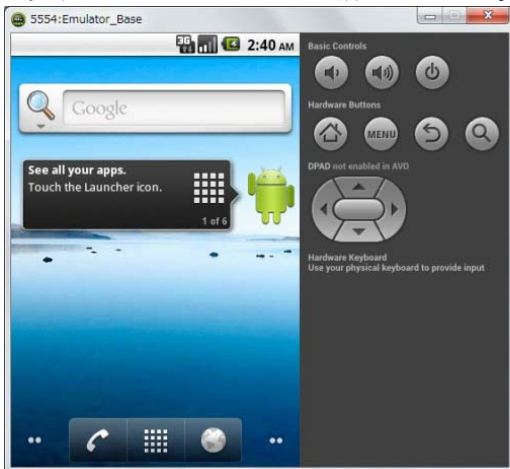 5554:Emulator_Base
3G
2:40 AM
Google
See all your apps.
Touch the Launcher icon.
1 of 6
Basic Controls
Hardware Buttons
MENU
DPAD not enabled in AVD
Hardware Keyboard
Use your physical keyboard to provide input